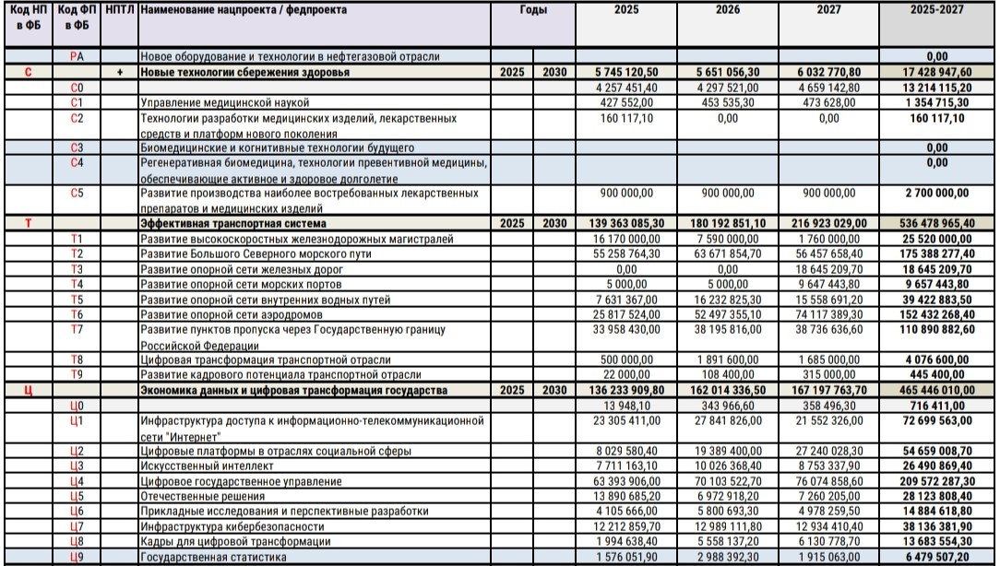 Код НП Код ФП НПТЛ Наименование нацпроекта / федпроекта Годы 2025 2026 2027 2025-2027
в ФБ в ФБ
РА Новое оборудование и технологии в нефтегазовой отрасли 0,00
С + Новые технологии сбережения здоровья 2025 2030 5 745 120,50 5 651 056,30 6 032 770,80 17 428 947,60
С0 4 257 451,40 4 297 521,00 4 659 142,80 13 214 115,20
С1 Управление медицинской наукой 427 552,00 453 535,30 473 628,00 1 354 715,30
С2 Технологии разработки медицинских изделий, лекарственных 160 117,10 0,00 0,00 160 117,10
средств и платформ нового поколения
С3 Биомедицинские и когнитивные технологии будущего 0,00
С4 Регенеративная биомедицина, технологии превентивной медицины, 0,00
обеспечивающие активное и здоровое долголетие
С5 Развитие производства наиболее востребованных лекарственных 900 000,00 900 000,00 900 000,00 2 700 000,00
препаратов и медицинских изделий
Т Эффективная транспортная система 2025 2030 139 363 085,30 180 192 851,10 216 923 029,00 536 478 965,40
Т1 Развитие высокоскоростных железнодорожных магистралей 16 170 000,00 7 590 000,00 1 760 000,00 25 520 000,00
Т2 Развитие Большого Северного морского пути 55 258 764,30 63 671 854,70 56 457 658,40 175 388 277,40
Т3 Развитие опорной сети железных дорог 0,00 0,00 18 645 209,70 18 645 209,70
Т4 Развитие опорной сети морских портов 5 000,00 5 000,00 9 647 443,80 9 657 443,80
Т5 Развитие опорной сети внутренних водных путей 7 631 367,00 16 232 825,30 15 558 691,20 39 422 883,50
Т6 Развитие опорной сети аэродромов 25 817 524,00 52 497 355,10 74 117 389,30 152 432 268,40
Т7 Развитие пунктов пропуска через Государственную границу 33 958 430,00 38 195 816,00 38 736 636,60 110 890 882,60
Российской Федерации
Т8 Цифровая трансформация транспортной отрасли 500 000,00 1 891 600,00 1 685 000,00 4 076 600,00
Т9 Развитие кадрового потенциала транспортной отрасли 22 000,00 108 400,00 315 000,00 445 400,00
Ц Экономика данных и цифровая трансформация государства 2025 2030 136 233 909,80 162 014 336,50 167 197 763,70 465 446 010,00
Ц0 13 948,10 343 966,60 358 496,30 716 411,00
Ц1 Инфраструктура доступа к информационно-телекоммуникационной 23 305 411,00 27 841 826,00 21 552 326,00 72 699 563,00
сети "Интернет"
Ц2 Цифровые платформы в отраслях социальной сферы 8 029 580,40 19 389 400,00 27 240 028,30 54 659 008,70
Ц3 Искусственный интеллект 7 711 163,10 10 026 368,40 8 753 337,90 26 490 869,40
Ц4 Цифровое государственное управление 63 393 906,00 70 103 522,70 76 074 858,60 209 572 287,30
Ц5 Отечественные решения 13 890 685,20 6 972 918,20 7 260 205,00 28 123 808,40
Ц6 Прикладные исследования и перспективные разработки 4 105 666,00 5 800 693,30 4 978 259,50 14 884 618,80
Ц7 Инфраструктура кибербезопасности 12 212 859,70 12 989 111,80 12 934 410,40 38 136 381,90
Ц8 Кадры для цифровой трансформации 1 994 638,40 5 558 137,20 6 130 778,70 13 683 554,30
Ц9 Государственная статистика 1 576 051,90 2 988 392,30 1 915 063,00 6 479 507,20